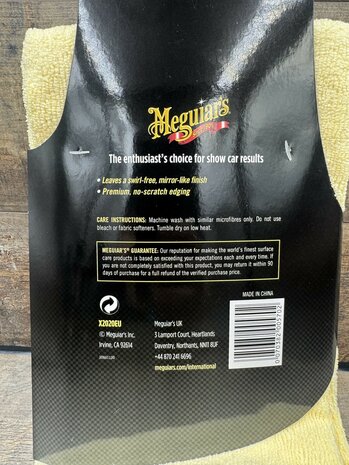 Meguiar's
The enthusiast's choice for show car results
• Leaves a swirl-free, mirror-like finish
• Premium, no-scratch edging
CARE INSTRUCTIONS: Machine wash with similar microfibres only. Do not use
bleach or fabric softeners. Tumble dry on low heat.
MEGUIAR'S® GUARANTEE: Our reputation for making the world's finest surface
care products is based on exceeding your expectations each and every time. If
you are not completely satisfied with this product, you may return it within 90
days of purchase for a full refund of the verified purchase price.
MADE IN CHINA
X2020EU
© Meguiar's Inc.
Irvine, CA 92614
Meguiar's UK
3 Lamport Court, Heartlands
Daventry, Northants, NN11 8UF
+44 870 241 6696
www.meguiars.com/international